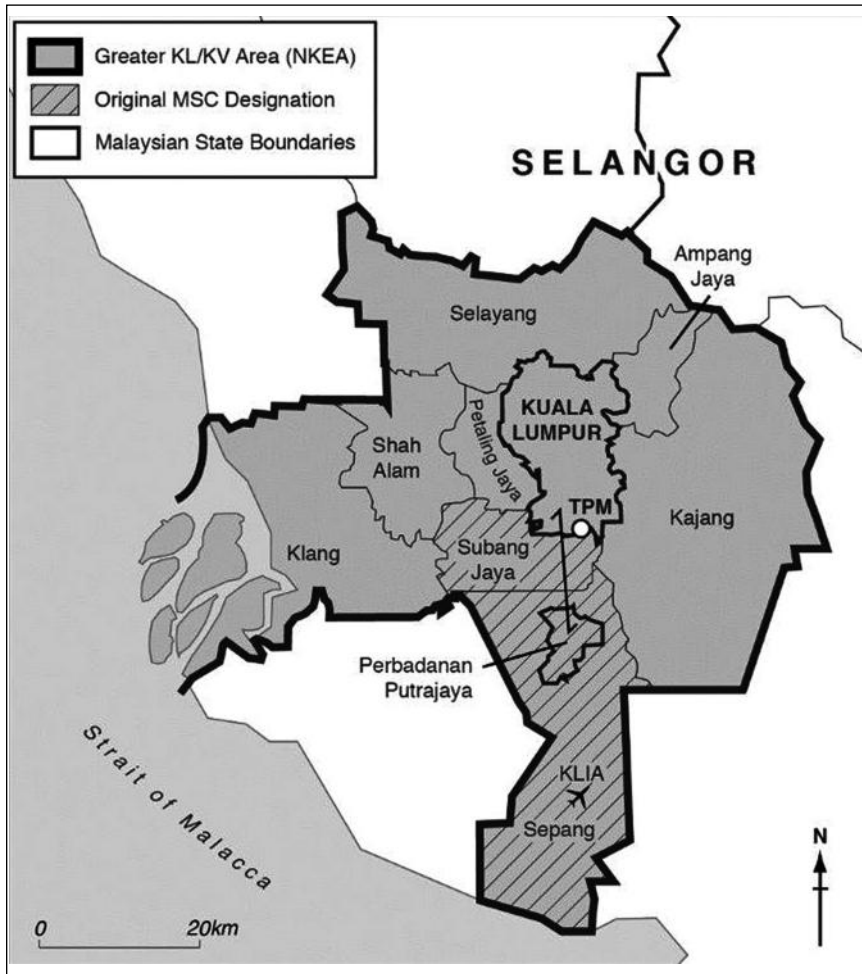 Greater KL/KV Area (NKEA)
Original MSC Designation
Malaysian State Boundaries
SELANGOR
Ampang
Jaya
Selayang
KUALA
LUMPUR
Petaling Jaya
Shah
Alam
TPM
Kajang
Klang
Subang
Jaya
Perbadanan
Putrajaya
KLIA
Sepang
Strait of Malacca
N
0 20km